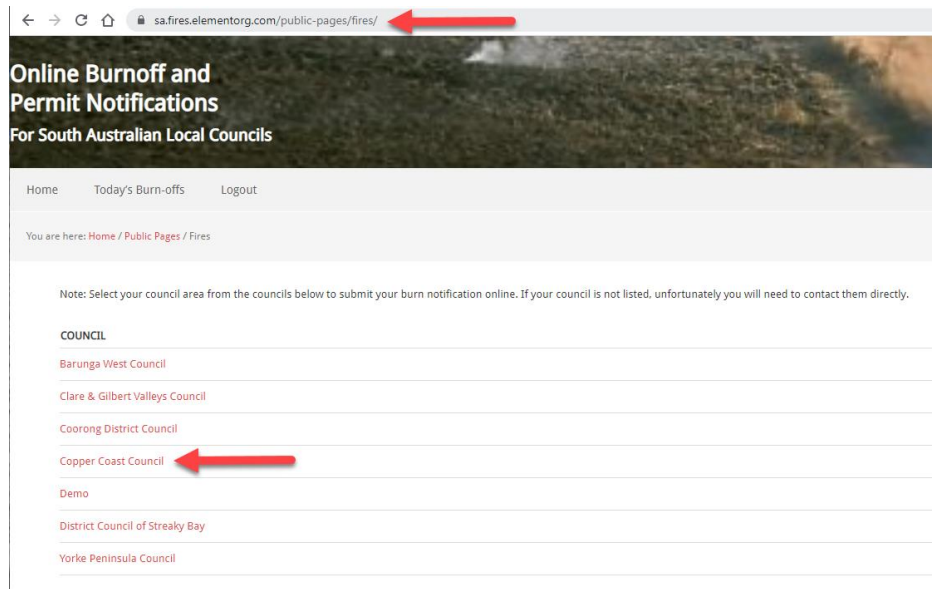 sa.fires.elementorg.com/public-pages/fires/
Online Burnoff and
Permit Notifications
For South Australian Local Councils
Home Today's Burn-offs Logout
You are here: Home / Public Pages / Fires
Note: Select your council area from the councils below to submit your burn notification online. If your council is not listed, unfortunately you will need to contact them directly.
COUNCIL
Barunga West Council
Clare & Gilbert Valleys Council
Coorong District Council
Copper Coast Council
Demo
District Council of Streaky Bay
Yorke Peninsula Council